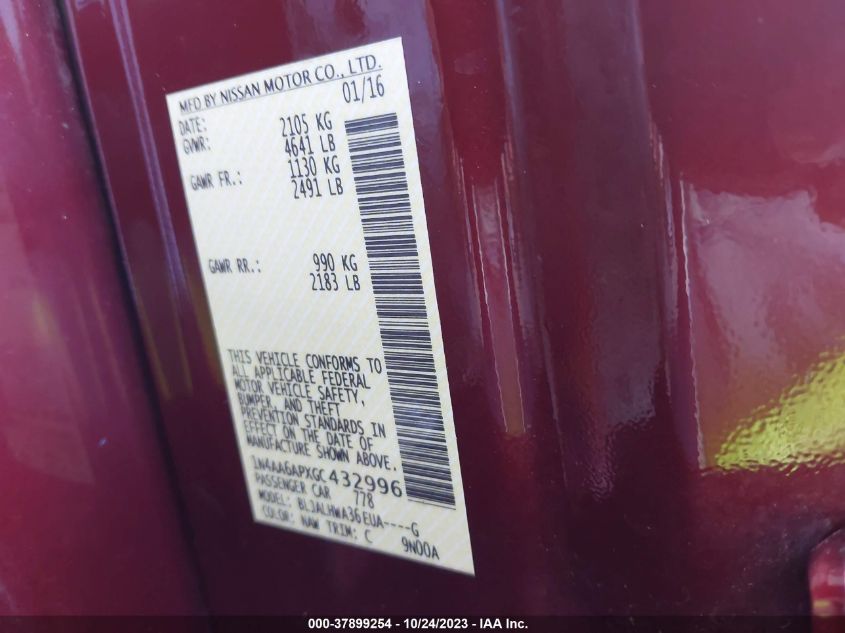 MFD BY NISSAN MOTOR CO., LTD.
DATE: 01/16
GVWR: 2105 KG
4641 LB
GAWR FR.: 1130 KG
2491 LB
GAWR RR.: 990 KG
2183 LB
THIS VEHICLE CONFORMS TO
ALL APPLICABLE FEDERAL
MOTOR VEHICLE SAFETY,
BUMPER, AND THEFT
PREVENTION STANDARDS IN
EFFECT ON THE DATE OF
MANUFACTURE SHOWN ABOVE.
1N4AA6APXGC432996
PASSENGER CAR 778
MODEL: BLJALHWA36EUA----G
COLOR: NAW TRIM: C 9N00A
000-37899254 - 10/24/2023 - IAA Inc.